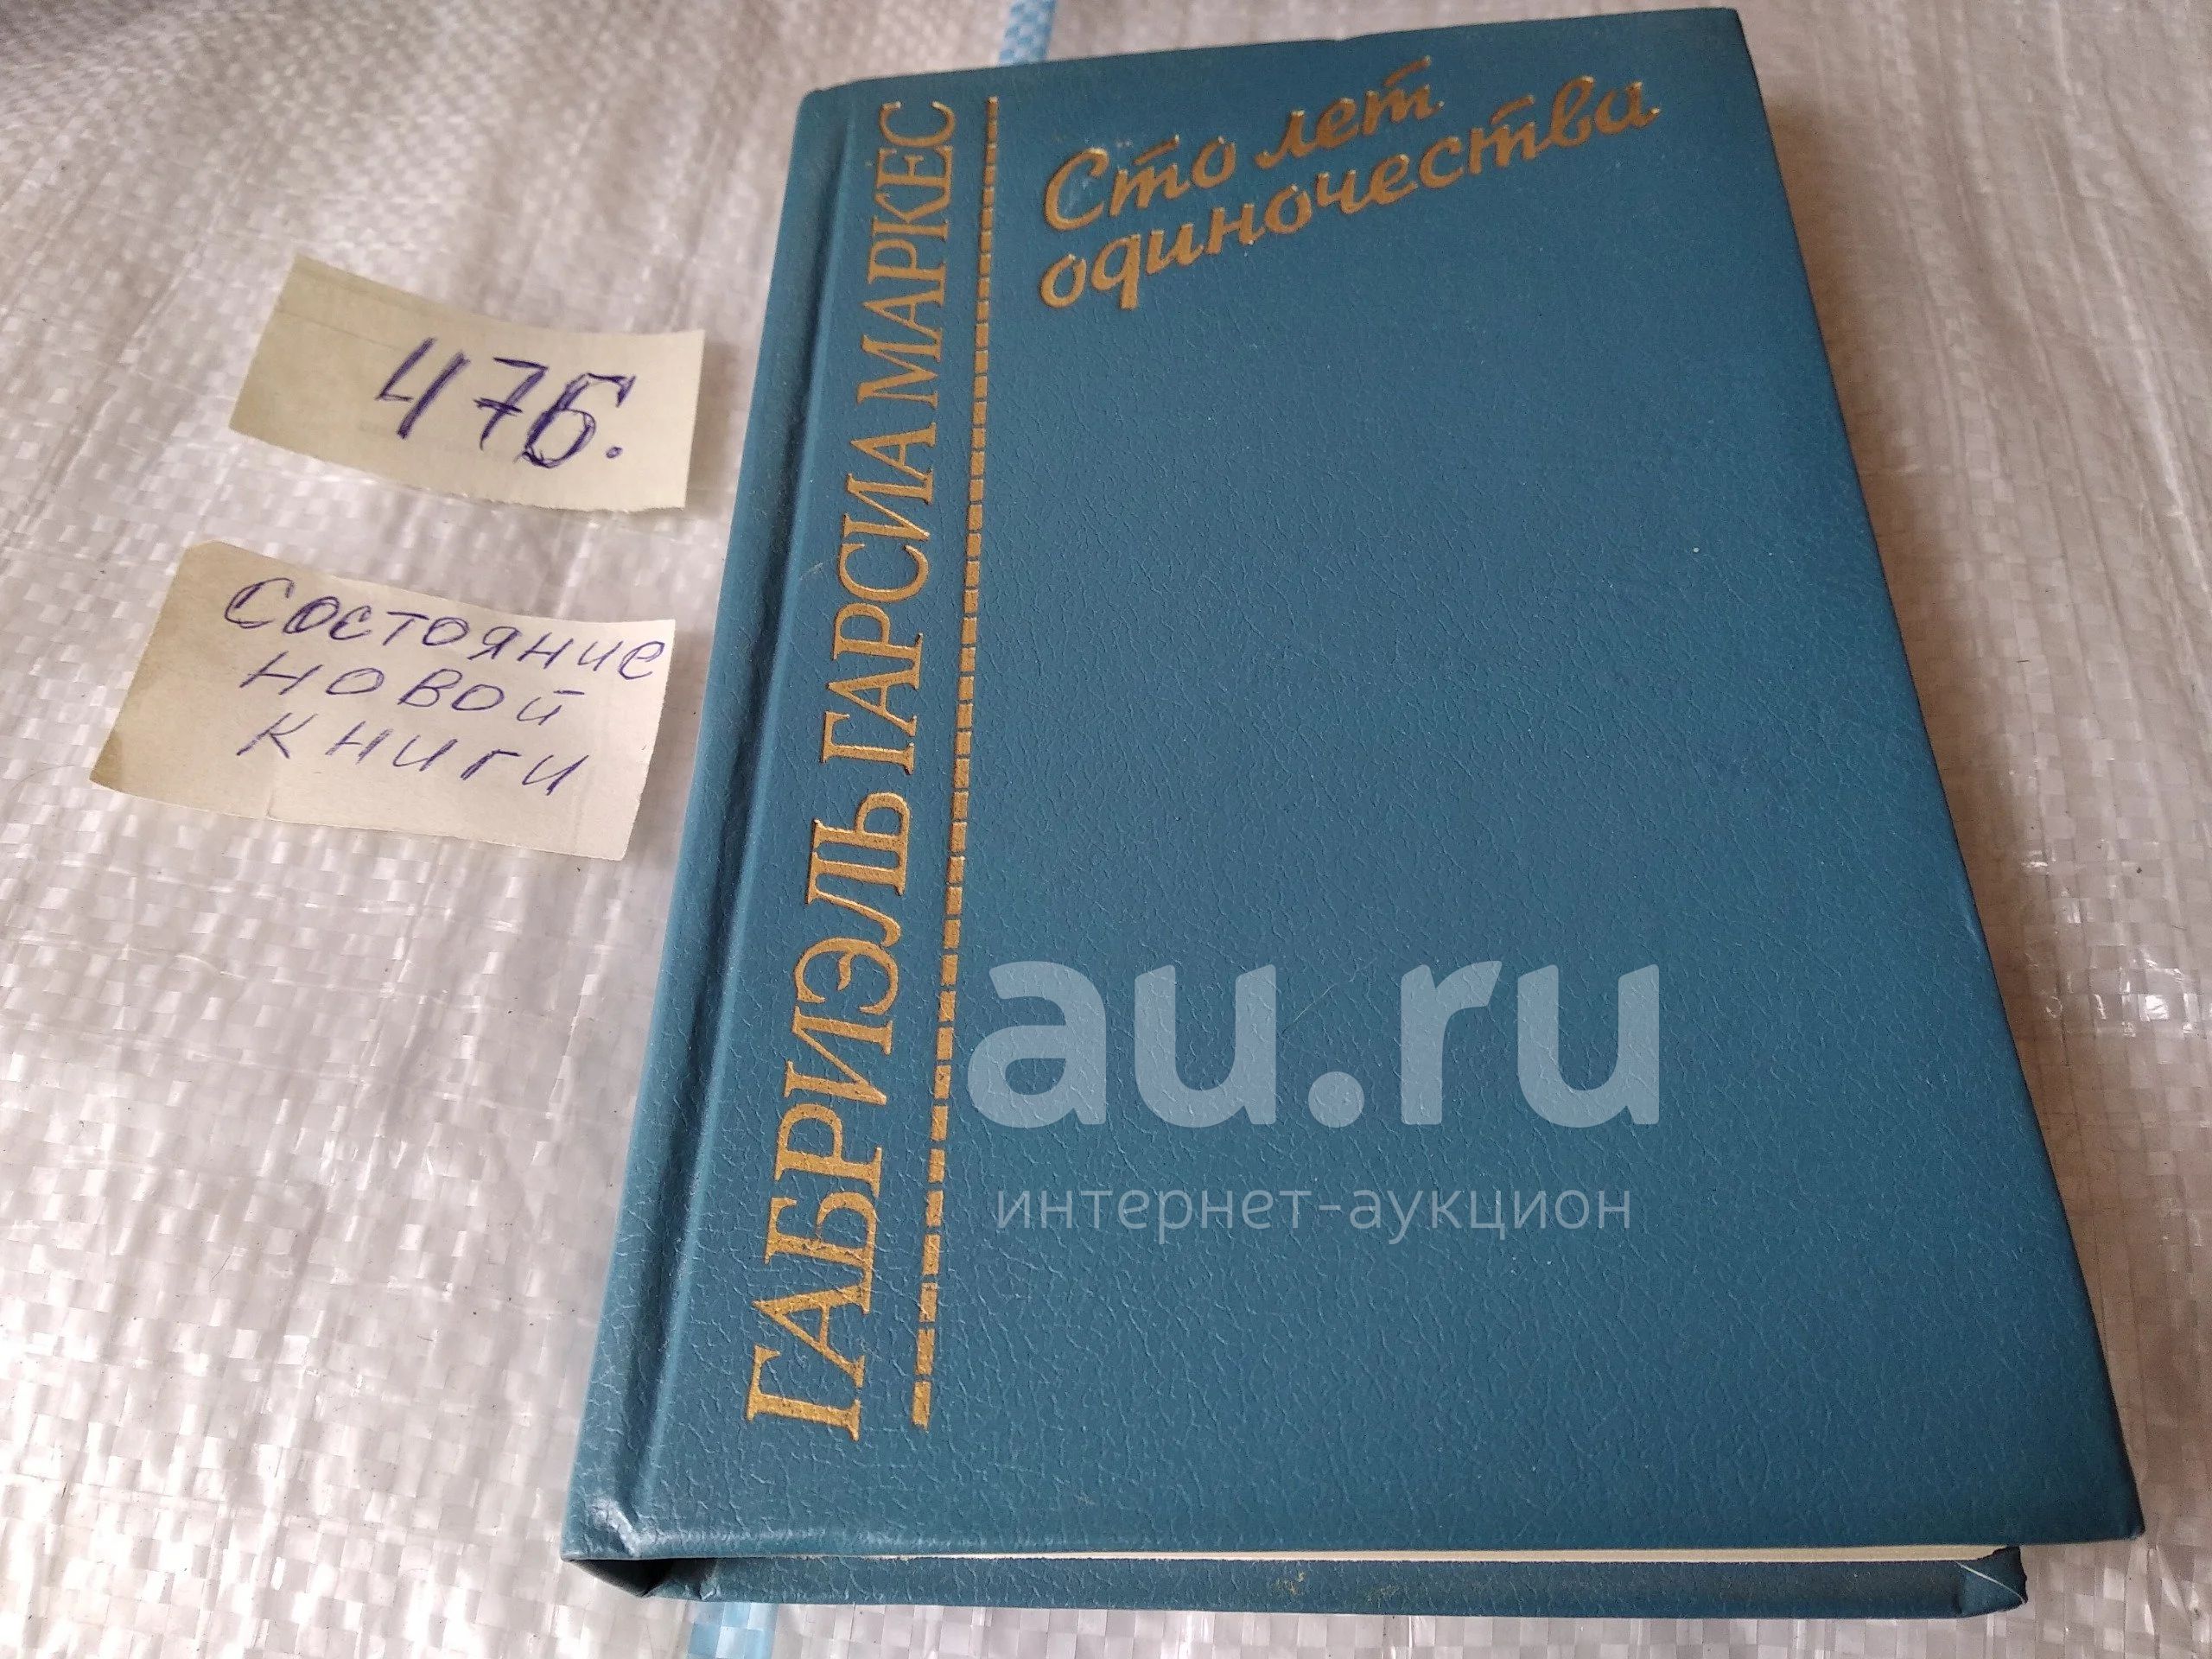 476.
Состояние
новой
книги
ГАБРИЭЛЬ ГАРСИА МАРКЕС
Сто лет
одиночества
au.ru
интернет-аукцион